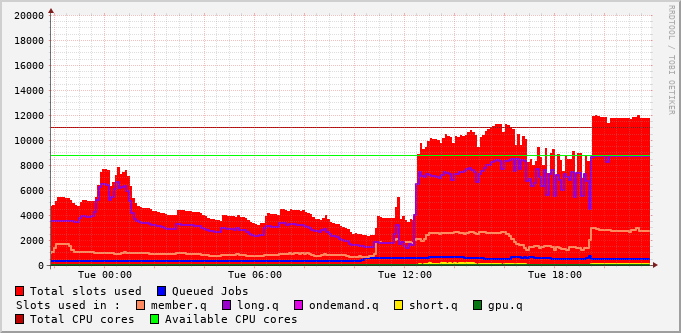 20000
18000
16000
14000
12000
10000
8000
6000
4000
2000
0
Tue 00:00 Tue 06:00 Tue 12:00 Tue 18:00
Total slots used Queued Jobs
Slots used in : member.q long.q ondemand.q short.q gpu.q
Total CPU cores Available CPU cores
RRDTOOL / TOBI OETIKER